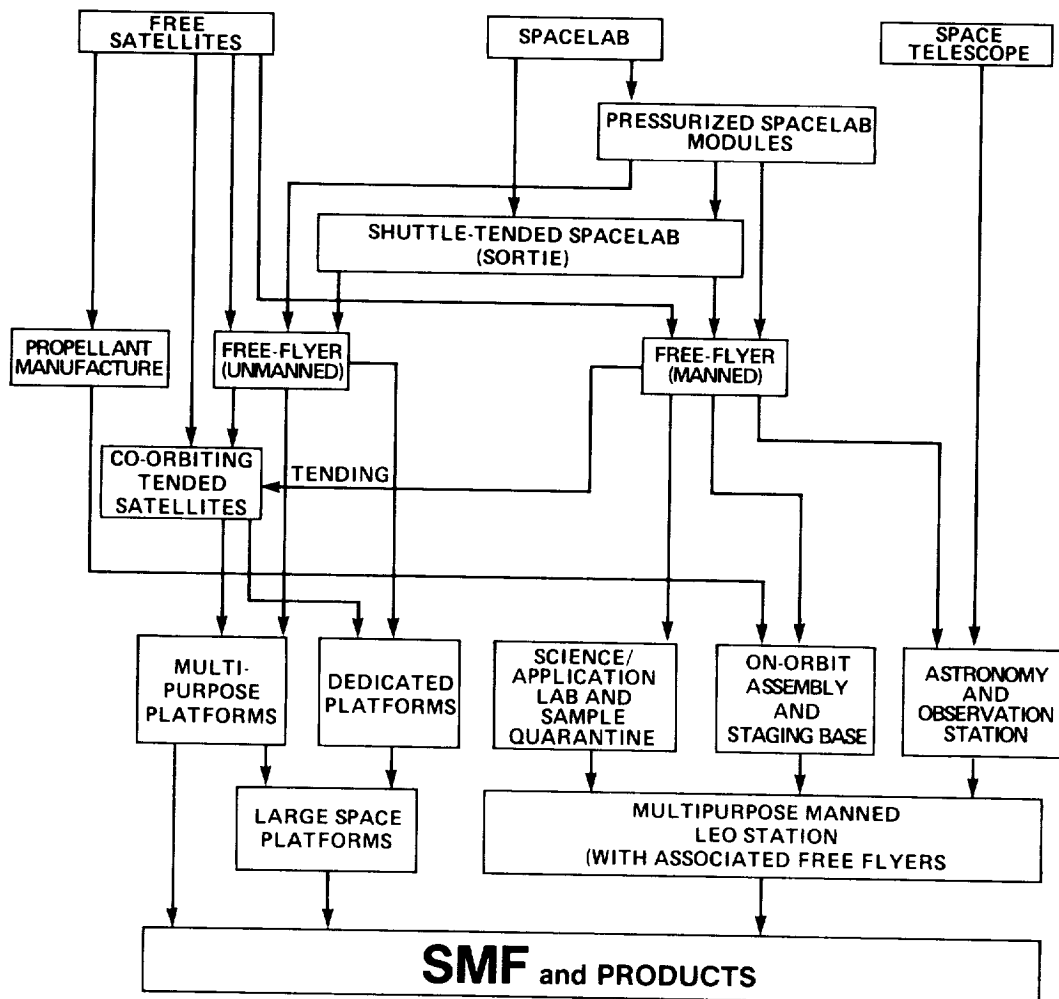 FREE
SATELLITES
SPACELAB
SPACE
TELESCOPE
PRESSURIZED SPACELAB
MODULES
SHUTTLE-TENDED SPACELAB
(SORTIE)
PROPELLANT
MANUFACTURE
FREE-FLYER
(UNMANNED)
FREE-FLYER
(MANNED)
CO-ORBITING
TENDED
SATELLITES
TENDING
MULTI-
PURPOSE
PLATFORMS
DEDICATED
PLATFORMS
SCIENCE/
APPLICATION
LAB AND
SAMPLE
QUARANTINE
ON-ORBIT
ASSEMBLY
AND
STAGING BASE
ASTRONOMY
AND
OBSERVATION
STATION
LARGE SPACE
PLATFORMS
MULTIPURPOSE MANNED
LEO STATION
(WITH ASSOCIATED FREE FLYERS
SMF and PRODUCTS